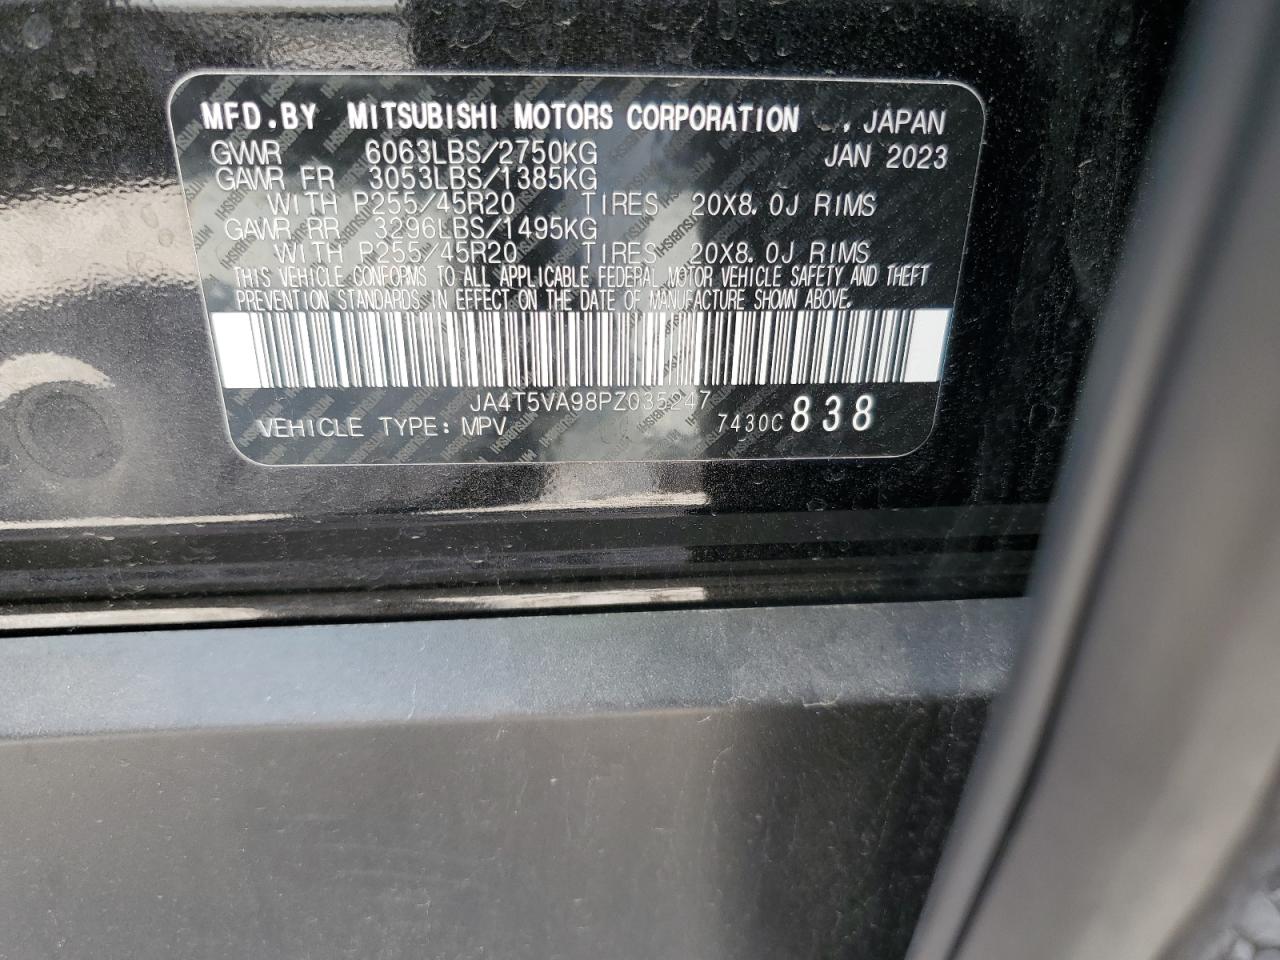 MFD.BY MITSUBISHI MOTORS CORPORATION JAPAN
GVWR 6063LBS/2750KG JAN 2023
GAWR FR 3053LBS/1385KG
WITH P255/45R20 TIRES 20X8.0J RIMS
GAWR RR 3296LBS/1495KG
WITH P255/45R20 TIRES 20X8.0J RIMS
THIS VEHICLE CONFORMS TO ALL APPLICABLE FEDERAL MOTOR VEHICLE SAFETY AND THEFT
PREVENTION STANDARDS IN EFFECT ON THE DATE OF MANUFACTURE SHOWN ABOVE.
JA4T5VA98PZ035247
VEHICLE TYPE: MPV 7430C 838